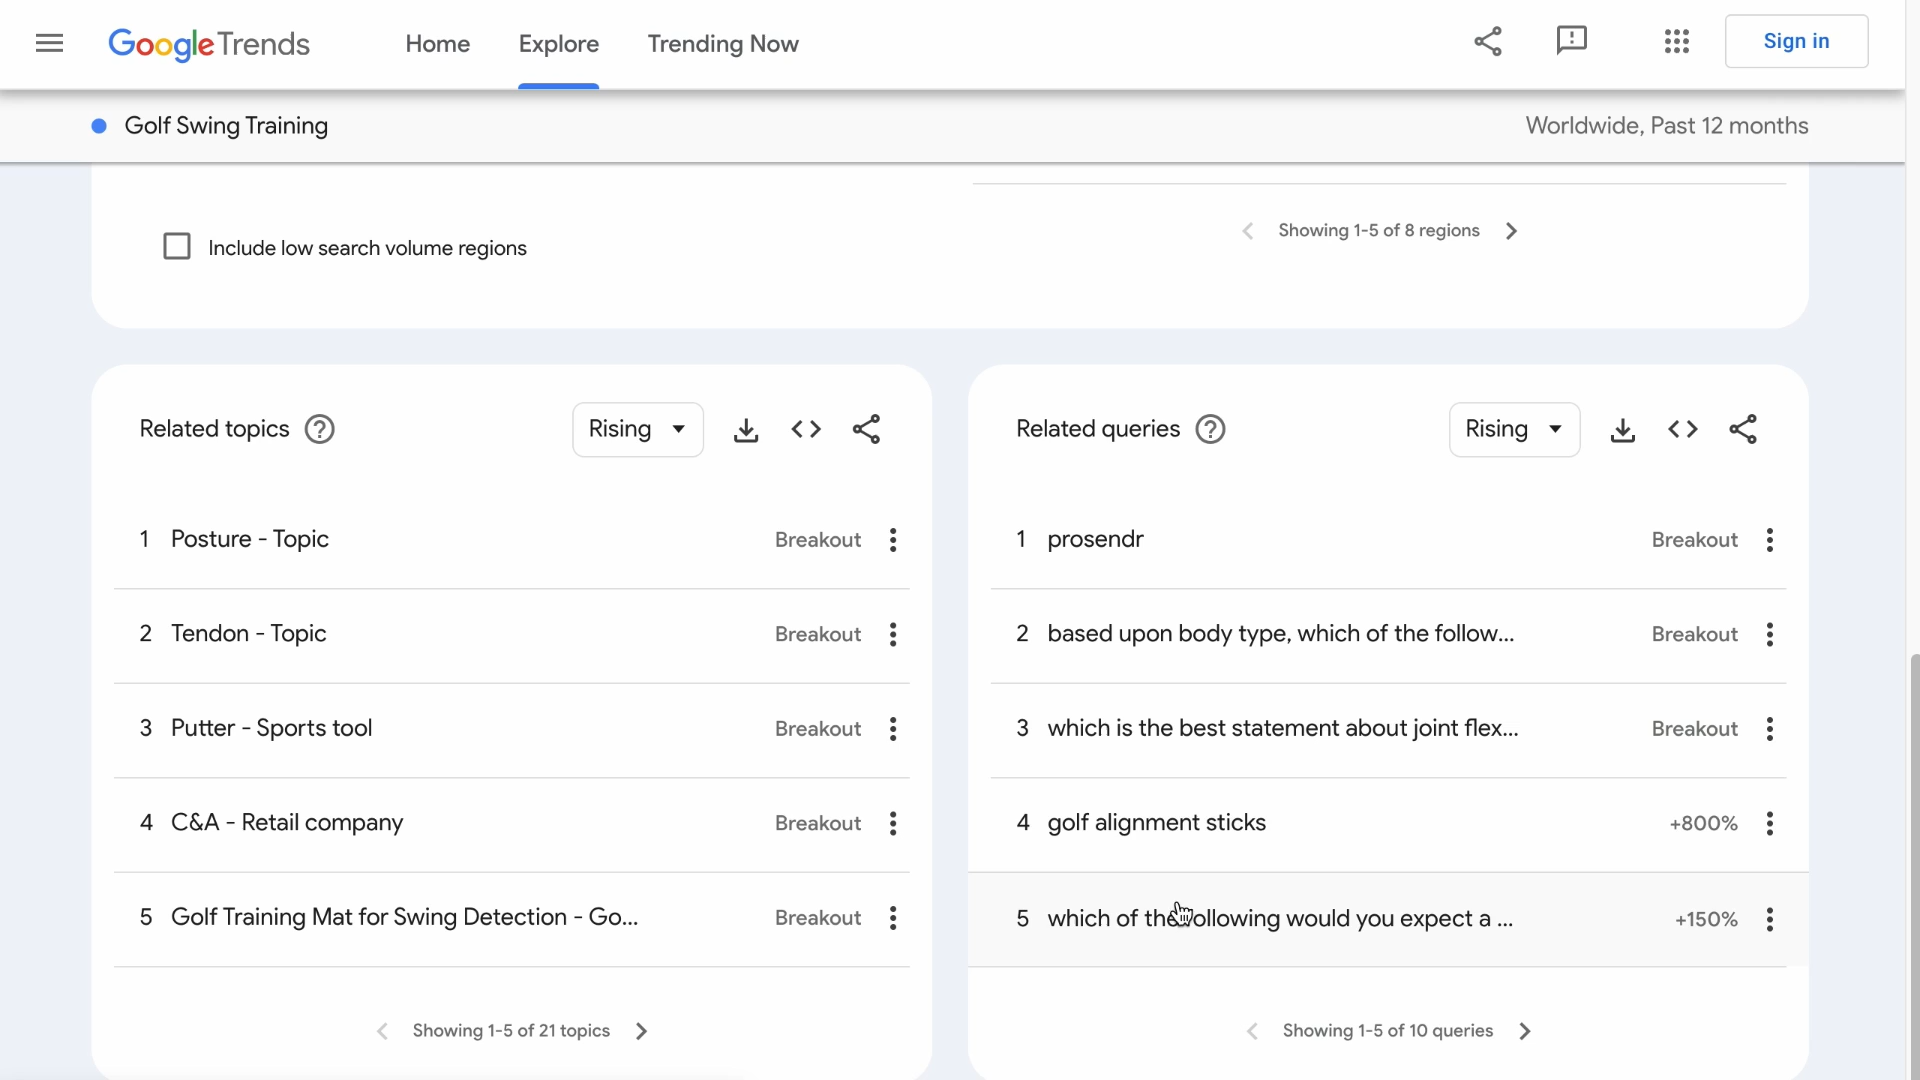 Google Trends Home Explore Trending Now Sign in
Golf Swing Training Worldwide, Past 12 months
Include low search volume regions
Showing 1-5 of 8 regions
Related topics Rising
1 Posture - Topic Breakout
2 Tendon - Topic Breakout
3 Putter - Sports tool Breakout
4 C&A - Retail company Breakout
5 Golf Training Mat for Swing Detection - Go... Breakout
Showing 1-5 of 21 topics
Related queries Rising
1 prosendr Breakout
2 based upon body type, which of the follow... Breakout
3 which is the best statement about joint flex... Breakout
4 golf alignment sticks +800%
5 which of the following would you expect a ... +150%
Showing 1-5 of 10 queries